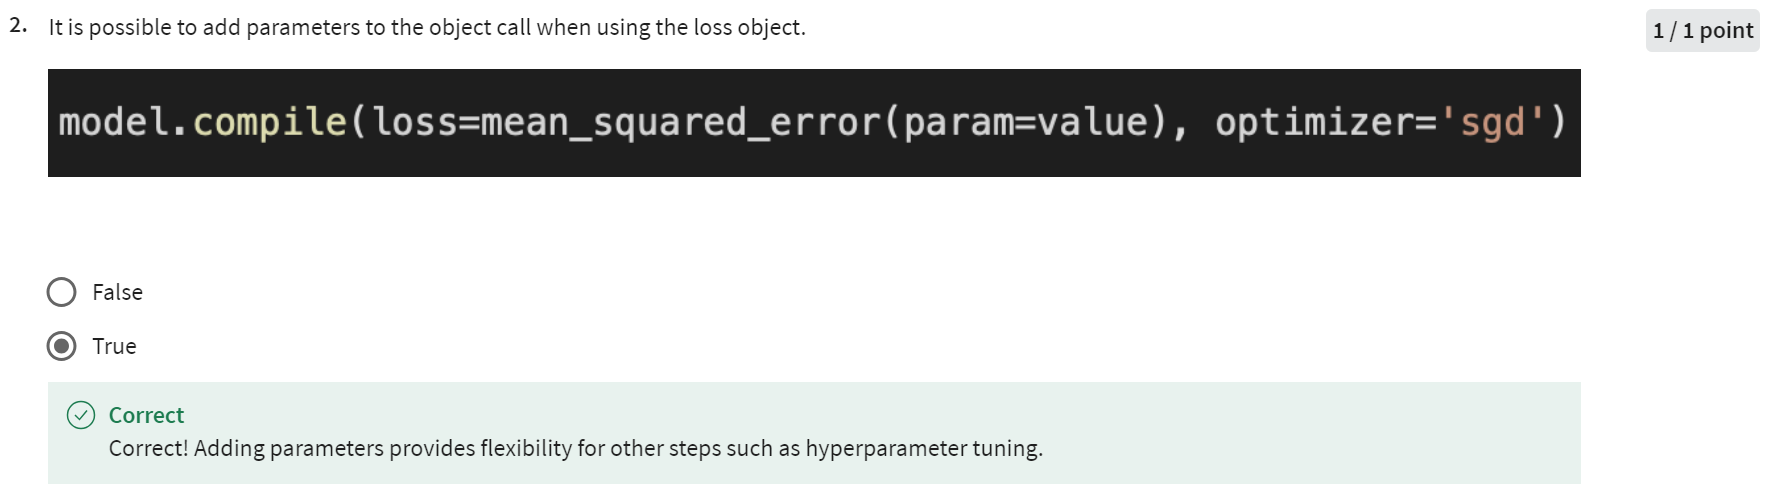 2. It is possible to add parameters to the object call when using the loss object.
1 / 1 point
model.compile(loss=mean_squared_error(param=value), optimizer='sgd')
False
True
Correct
Correct! Adding parameters provides flexibility for other steps such as hyperparameter tuning.